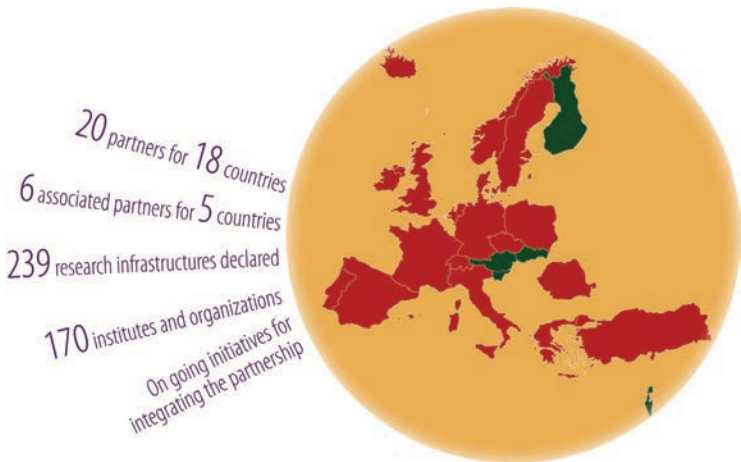 20 partners for 18 countries
6 associated partners for 5 countries
239 research infrastructures declared
170 institutes and organizations
On going initiatives for
integrating the partnership